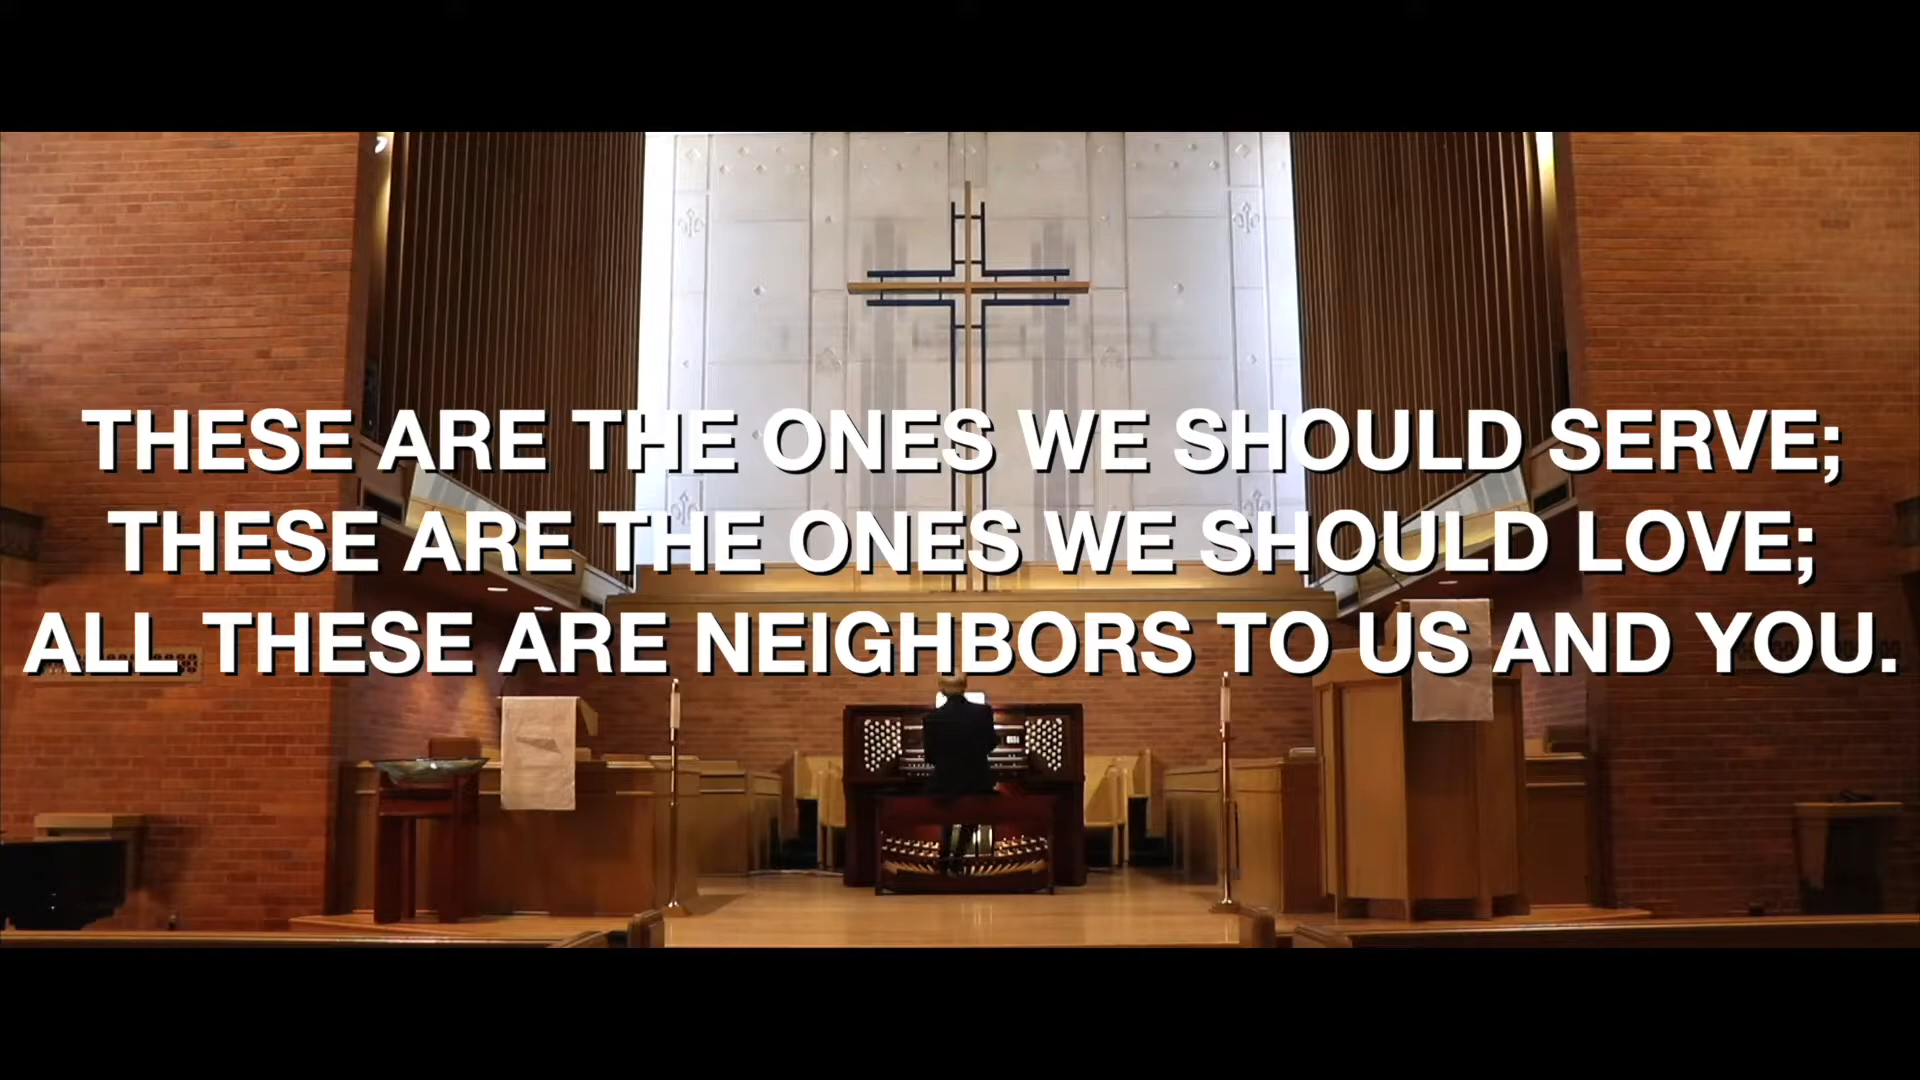 THESE ARE THE ONES WE SHOULD SERVE;
THESE ARE THE ONES WE SHOULD LOVE;
ALL THESE ARE NEIGHBORS TO US AND YOU.